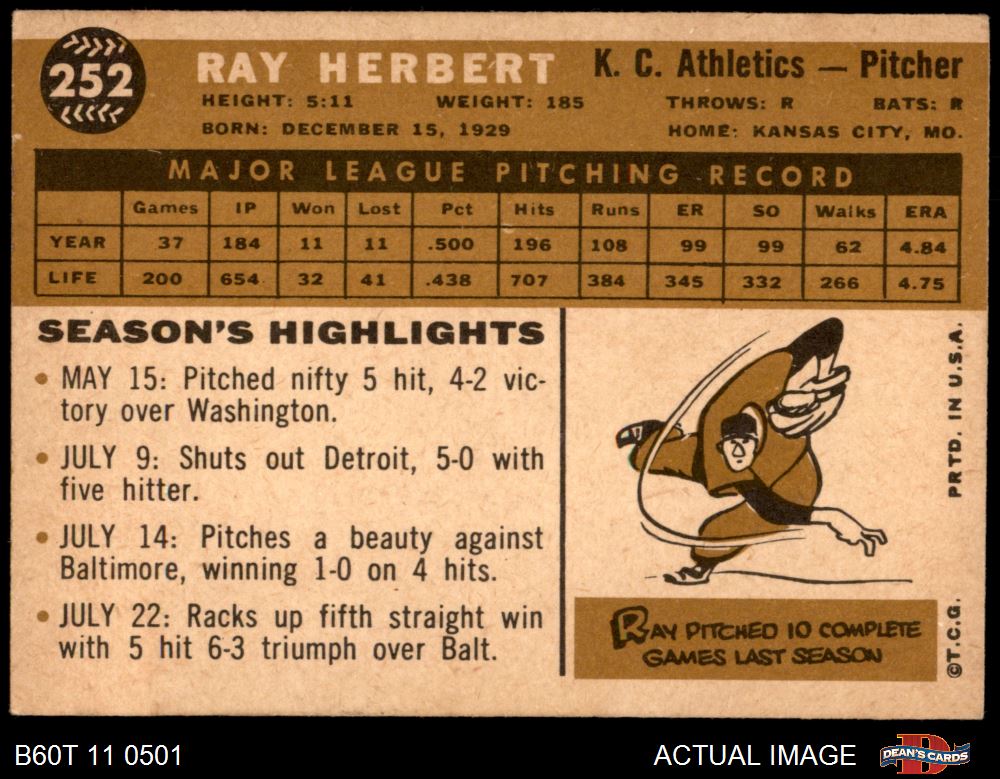 252
RAY HERBERT
K. C. Athletics — Pitcher
HEIGHT: 5:11 WEIGHT: 185 THROWS: R BATS: R
BORN: DECEMBER 15, 1929 HOME: KANSAS CITY, MO.
MAJOR LEAGUE PITCHING RECORD
Games IP Won Lost Pct Hits Runs ER SO Walks ERA
YEAR 37 184 11 11 .500 196 108 99 99 62 4.84
LIFE 200 654 32 41 .438 707 384 345 332 266 4.75
SEASON'S HIGHLIGHTS
• MAY 15: Pitched nifty 5 hit, 4-2 vic-
tory over Washington.
• JULY 9: Shuts out Detroit, 5-0 with
five hitter.
• JULY 14: Pitches a beauty against
Baltimore, winning 1-0 on 4 hits.
• JULY 22: Racks up fifth straight win
with 5 hit 6-3 triumph over Balt.
RAY PITCHED 10 COMPLETE
GAMES LAST SEASON
©T.C.G. PRTD. IN U.S.A.
B60T 11 0501 ACTUAL IMAGE
DEAN'S CARDS